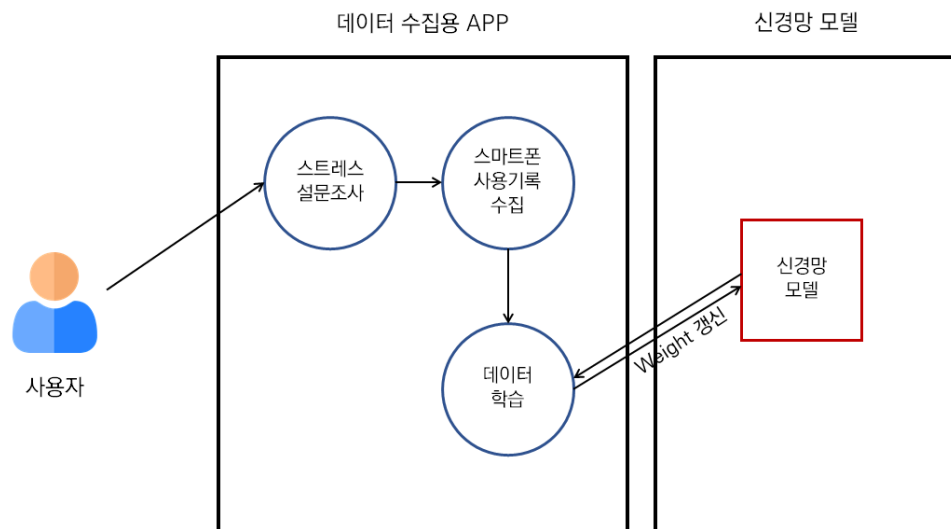 데이터 수집용 APP
신경망 모델
스트레스
설문조사
스마트폰
사용기록
수집
신경망
모델
Weight 갱신
데이터
학습
사용자